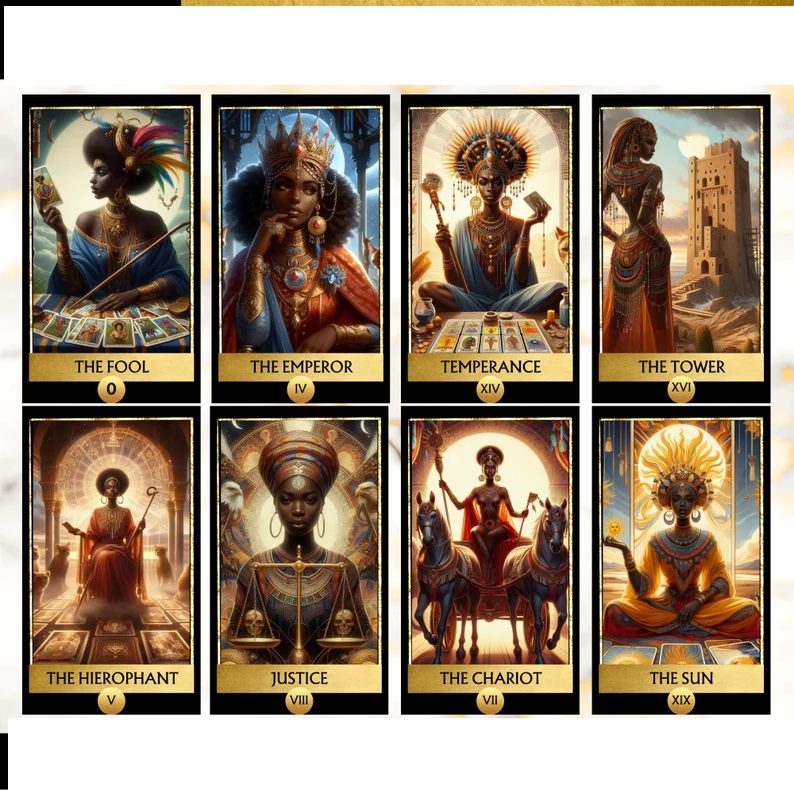 THE FOOL
0
THE EMPEROR
IV
TEMPERANCE
XIV
THE TOWER
XVI
THE HIEROPHANT
V
JUSTICE
VIII
THE CHARIOT
VII
THE SUN
XIX